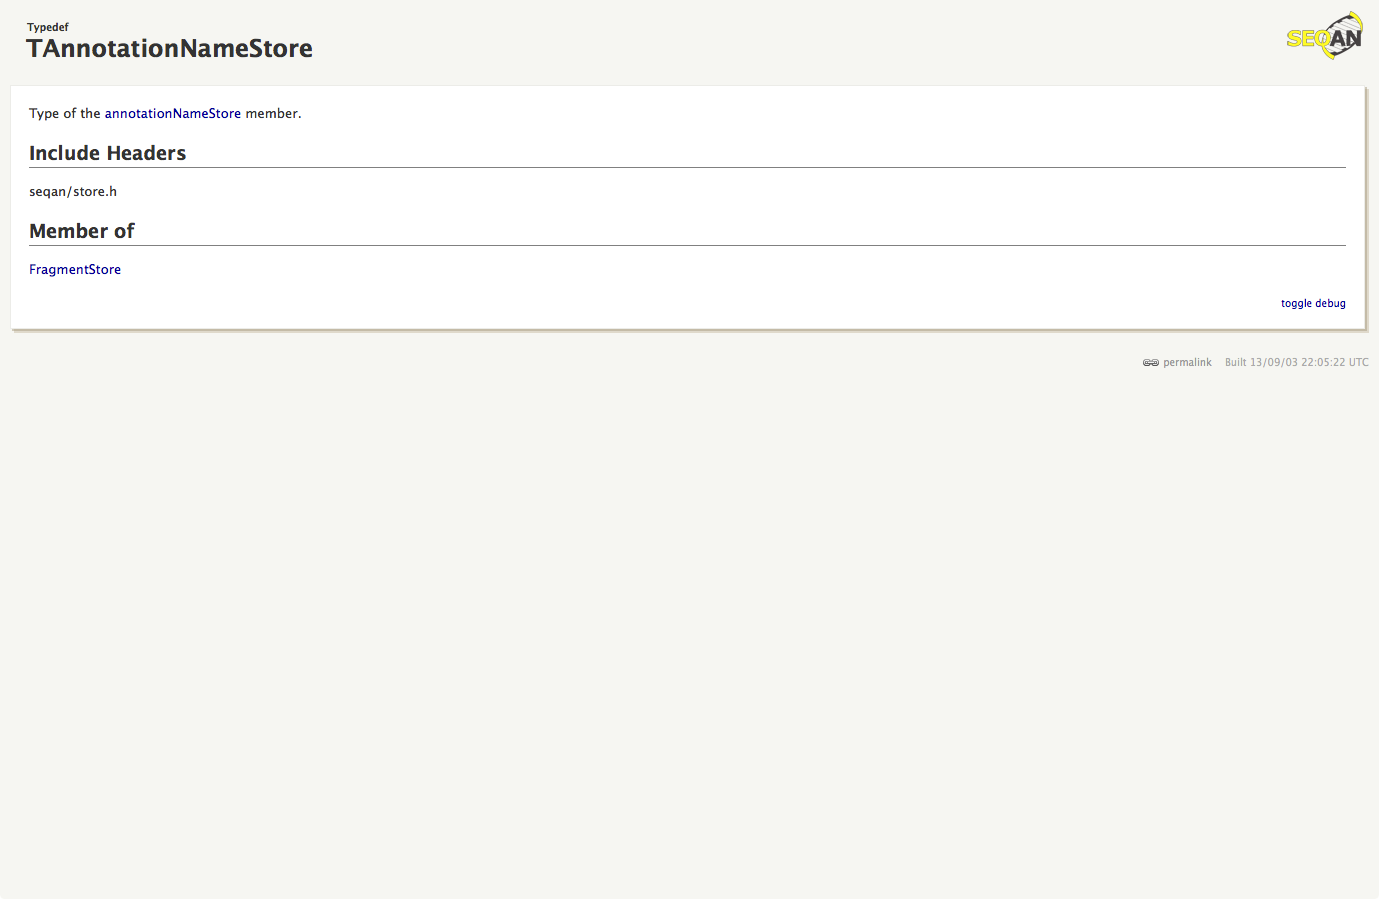 Typedef
TAnnotationNameStore
SEQAN
Type of the annotationNameStore member.
Include Headers
seqan/store.h
Member of
FragmentStore
toggle debug
permalink Built 13/09/03 22:05:22 UTC